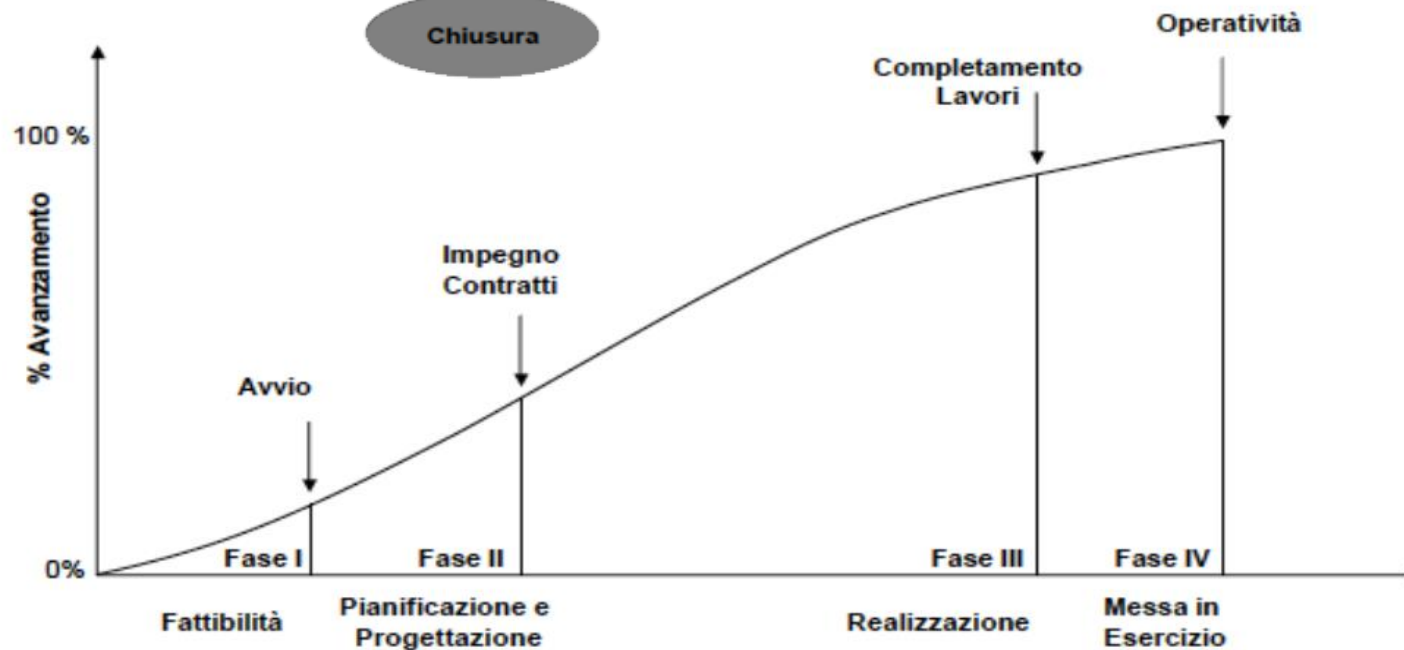 Chiusura
Operatività
Completamento
Lavori
100 %
% Avanzamento
Impegno
Contratti
Avvio
0%
Fase I
Fase II
Fase III
Fase IV
Fattibilità
Pianificazione e
Progettazione
Realizzazione
Messa in
Esercizio